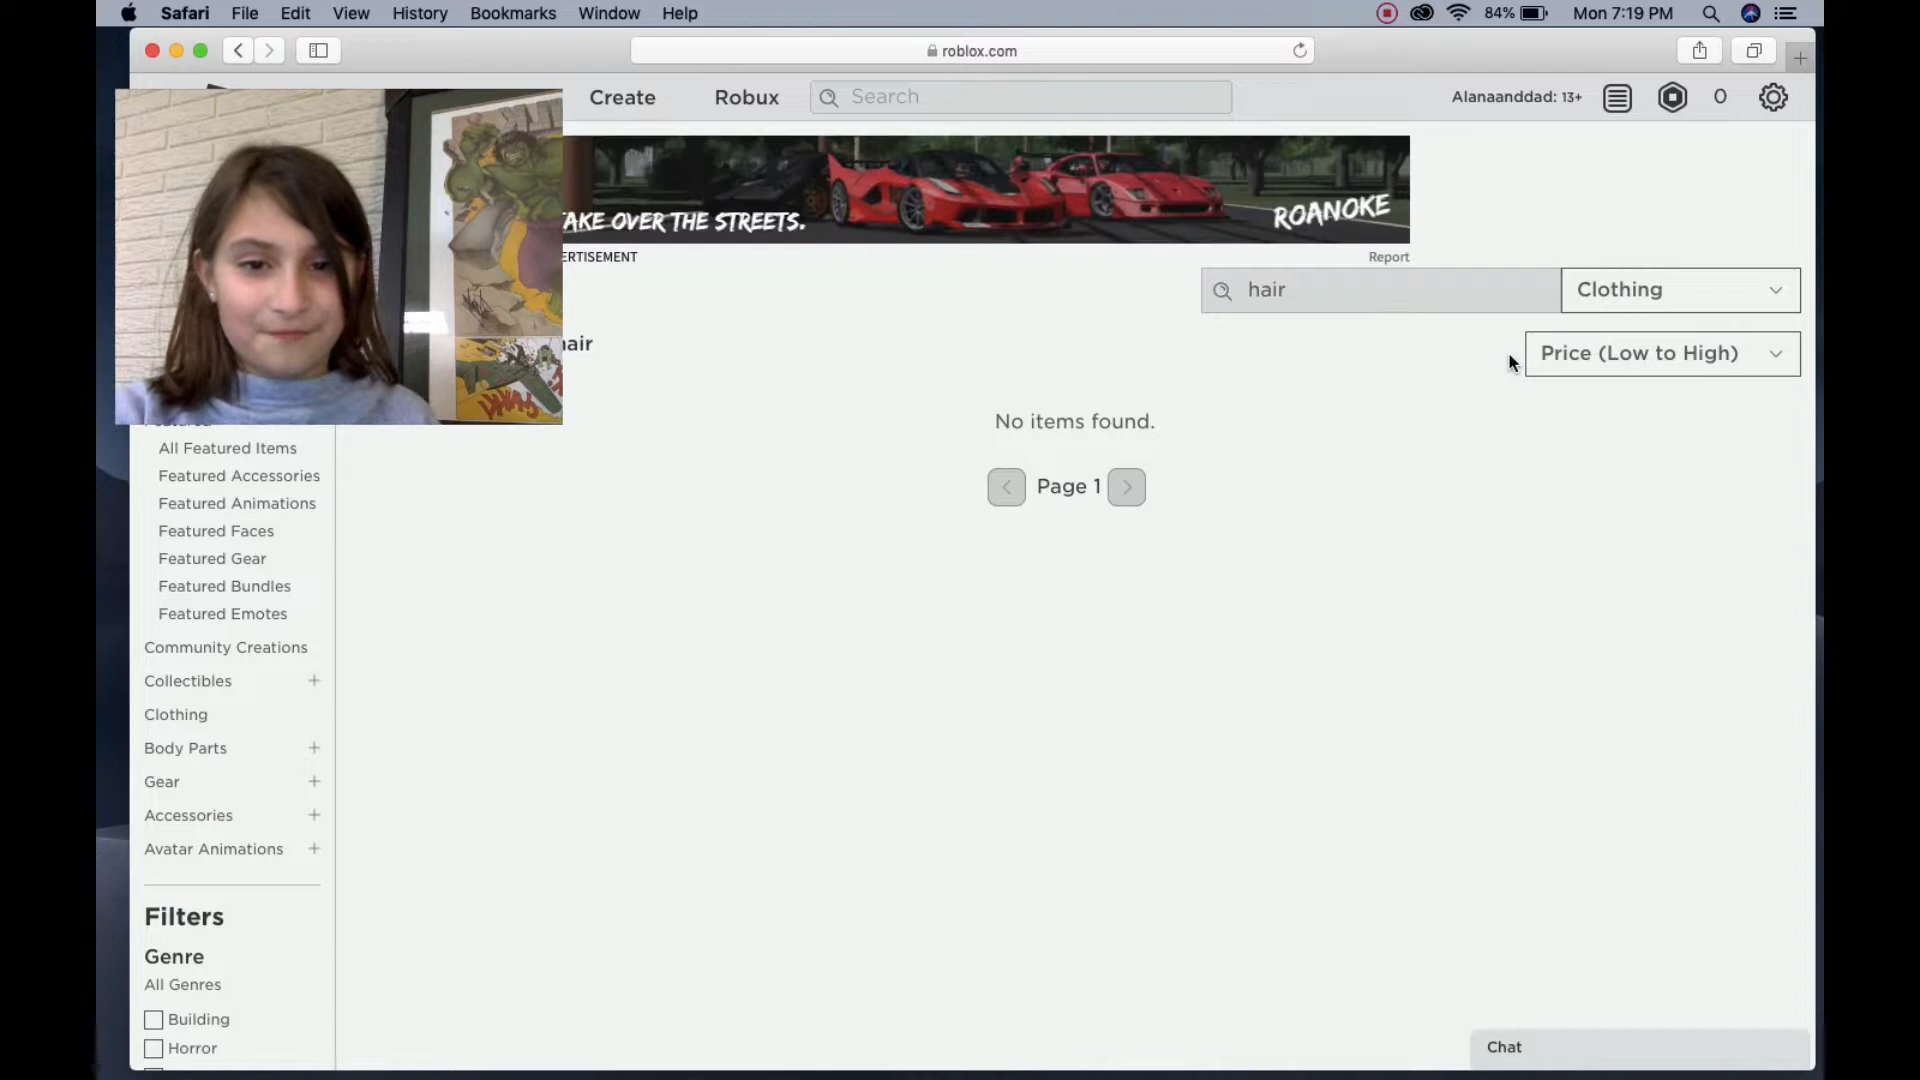 Safari File Edit View History Bookmarks Window Help 84% Mon 7:19 PM
roblox.com
Create Robux Search Alanaanddad: 13+ 0
TAKE OVER THE STREETS. ROANOKE
ERTISEMENT Report
hair Clothing
hair Price (Low to High)
No items found.
Page 1
Featured
All Featured Items
Featured Accessories
Featured Animations
Featured Faces
Featured Gear
Featured Bundles
Featured Emotes
Community Creations
Collectibles +
Clothing
Body Parts +
Gear +
Accessories +
Avatar Animations +
Filters
Genre
All Genres
Building
Horror
Chat